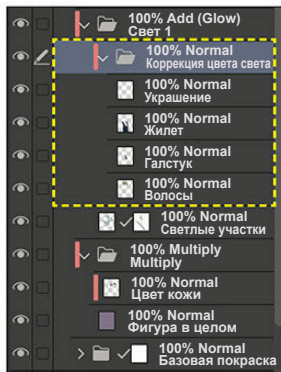 100% Add (Glow)
Свет 1
100% Normal
Коррекция цвета света
100% Normal
Украшение
100% Normal
Жилет
100% Normal
Галстук
100% Normal
Волосы
100% Normal
Светлые участки
100% Multiply
Multiply
100% Normal
Цвет кожи
100% Normal
Фигура в целом
100% Normal
Базовая покраска